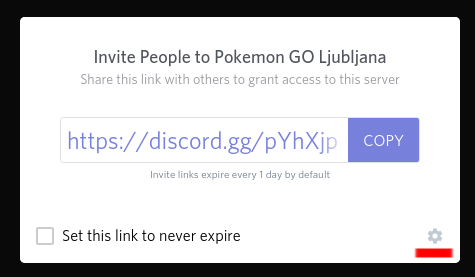 Invite People to Pokemon GO Ljubljana
Share this link with others to grant access to this server
https://discord.gg/pYhXjp
COPY
Invite links expire every 1 day by default
Set this link to never expire